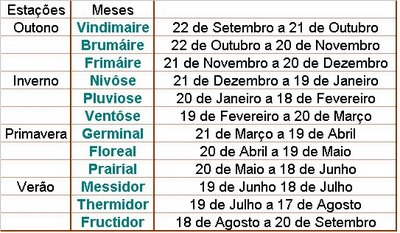 Estações Meses
Outono Vindimaire 22 de Setembro a 21 de Outubro
Brumáire 22 de Outubro a 20 de Novembro
Frimáire 21 de Novembro a 20 de Dezembro
Inverno Nivôse 21 de Dezembro a 19 de Janeiro
Pluviose 20 de Janeiro a 18 de Fevereiro
Ventôse 19 de Fevereiro a 20 de Março
Primavera Germinal 21 de Março a 19 de Abril
Floreal 20 de Abril a 19 de Maio
Prairial 20 de Maio a 18 de Junho
Verão Messidor 19 de Junho 18 de Julho
Thermidor 19 de Julho a 17 de Agosto
Fructidor 18 de Agosto a 20 de Setembro